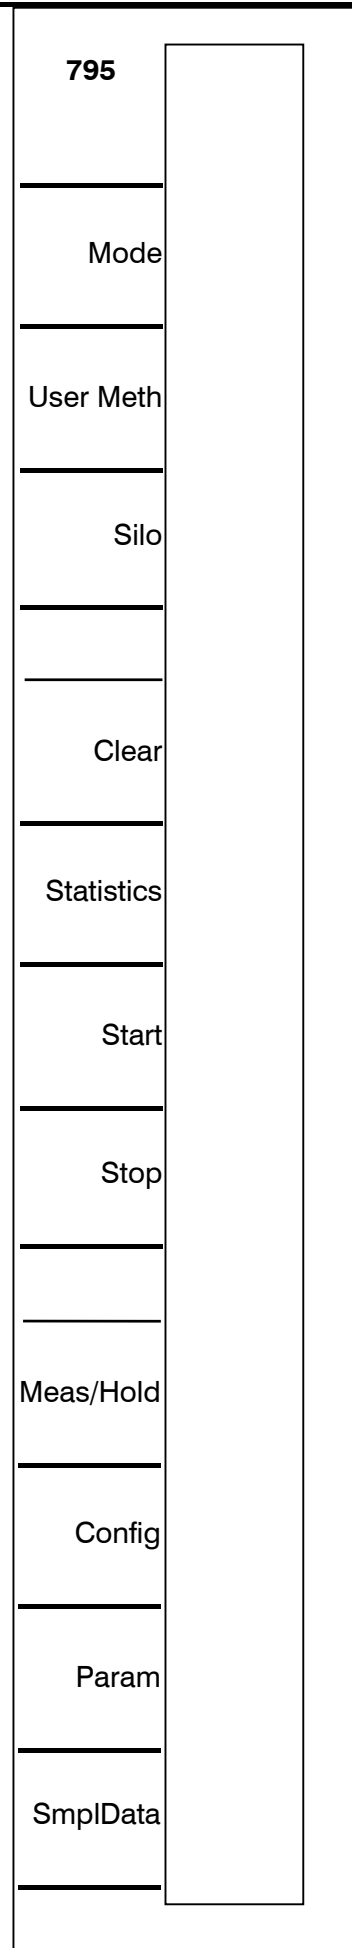 795
Mode
User Meth
Silo
Clear
Statistics
Start
Stop
Meas/Hold
Config
Param
SmplData